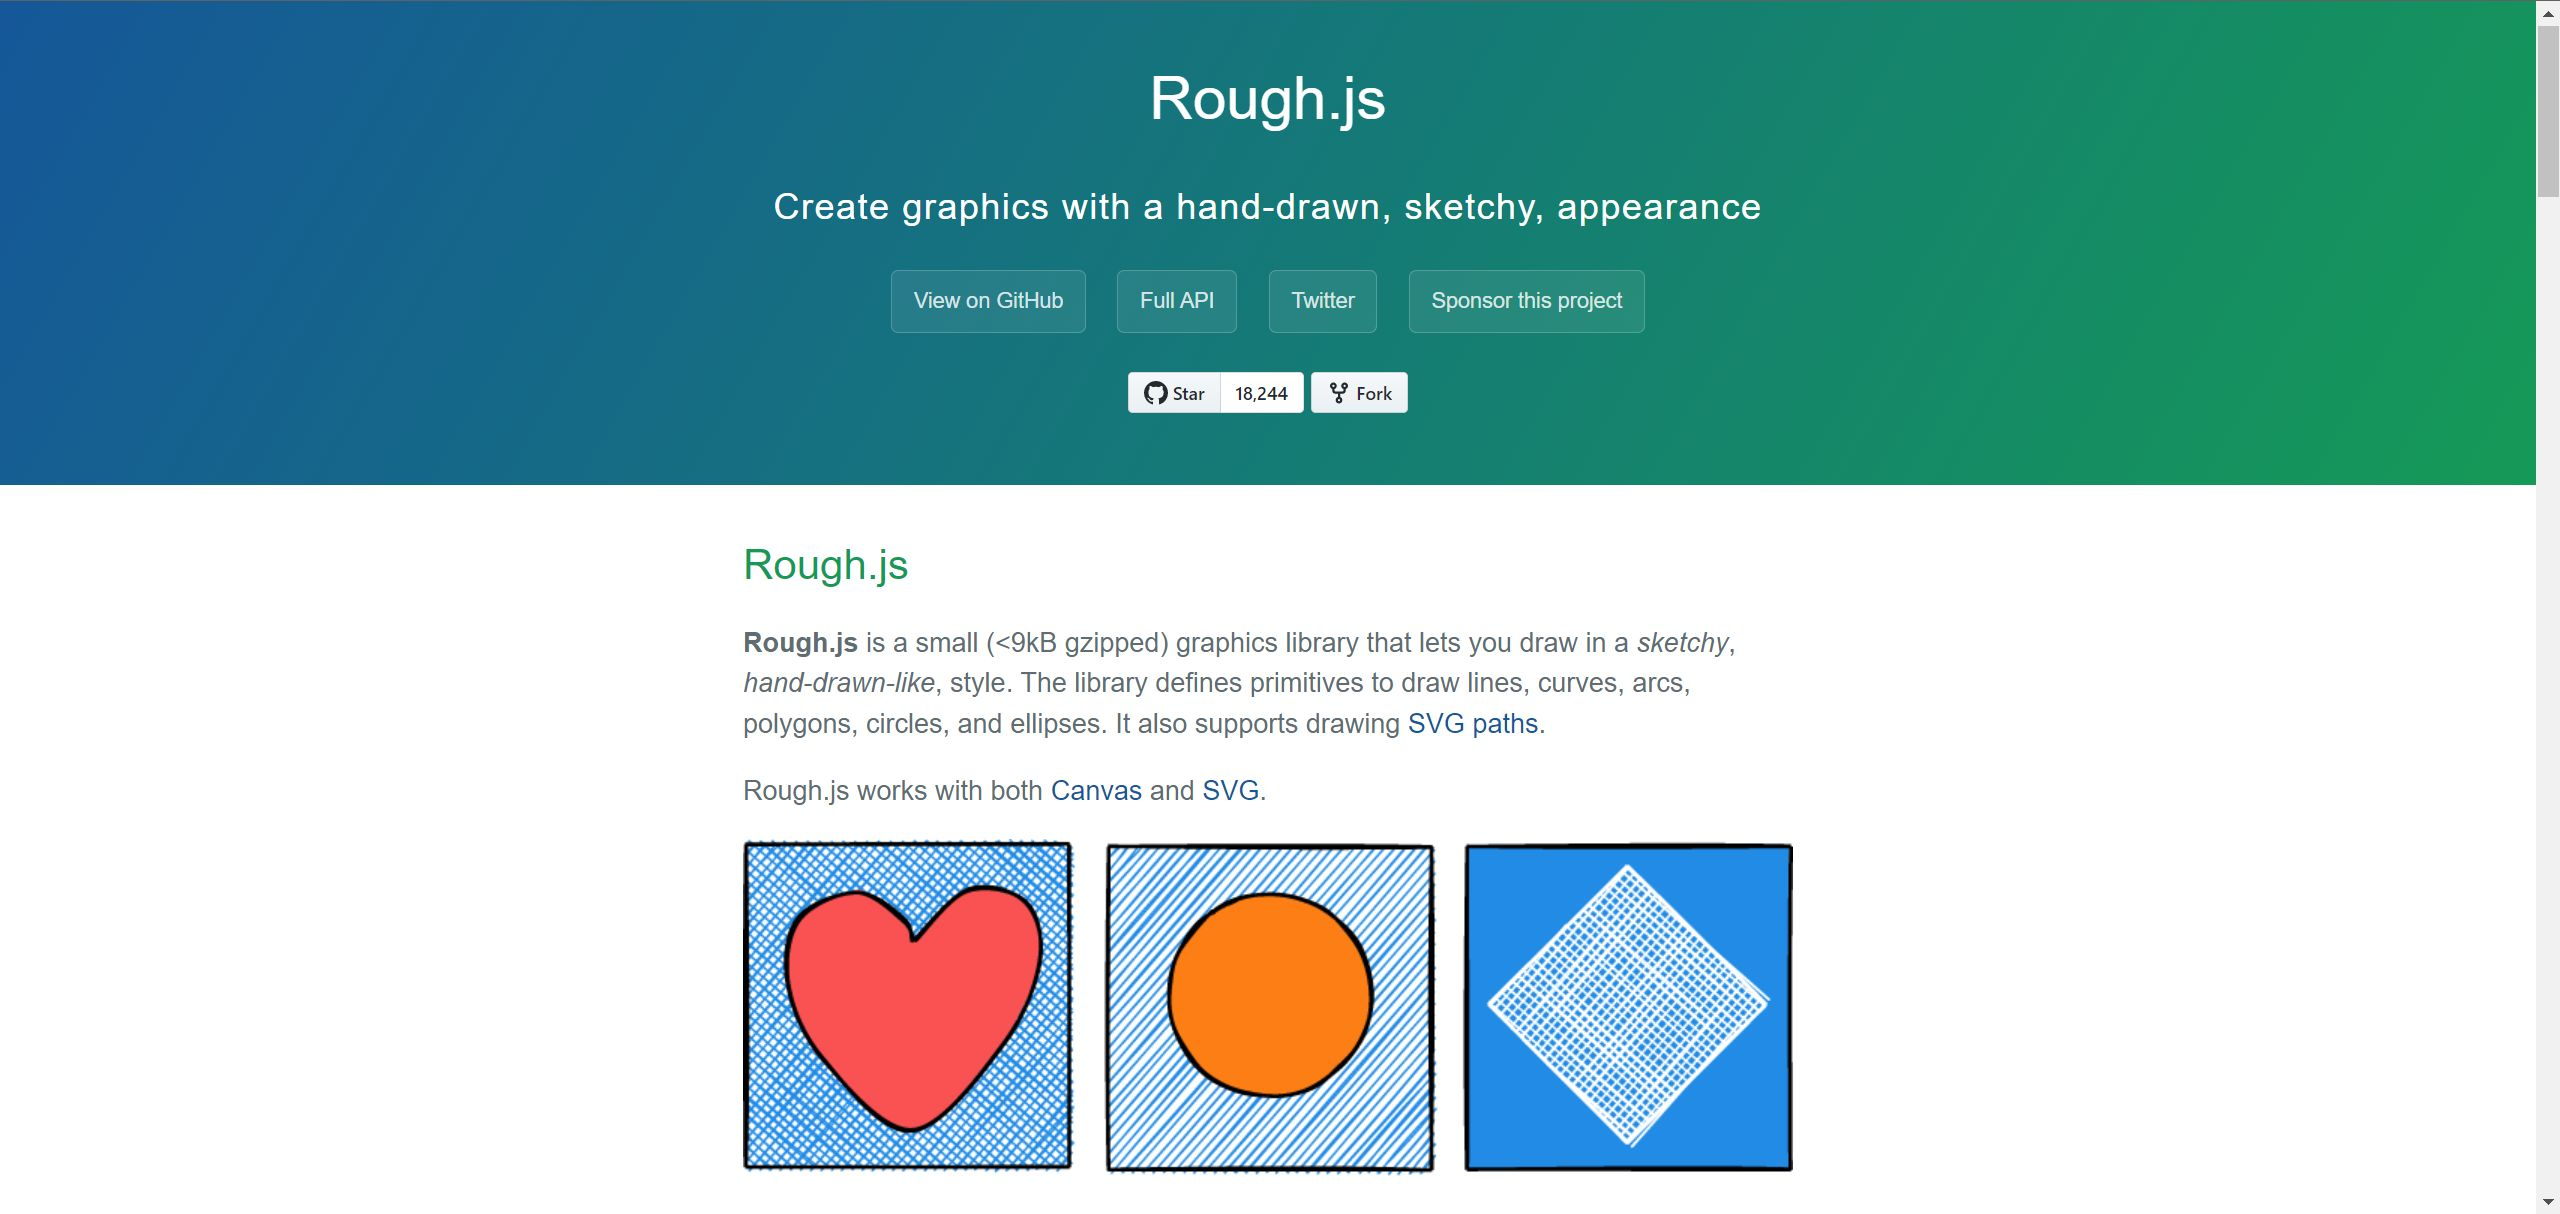 Rough.js
Create graphics with a hand-drawn, sketchy, appearance
View on GitHub
Full API
Twitter
Sponsor this project
Star
18,244
Fork
Rough.js
Rough.js is a small (<9kB gzipped) graphics library that lets you draw in a sketchy,
hand-drawn-like, style. The library defines primitives to draw lines, curves, arcs,
polygons, circles, and ellipses. It also supports drawing SVG paths.
Rough.js works with both Canvas and SVG.